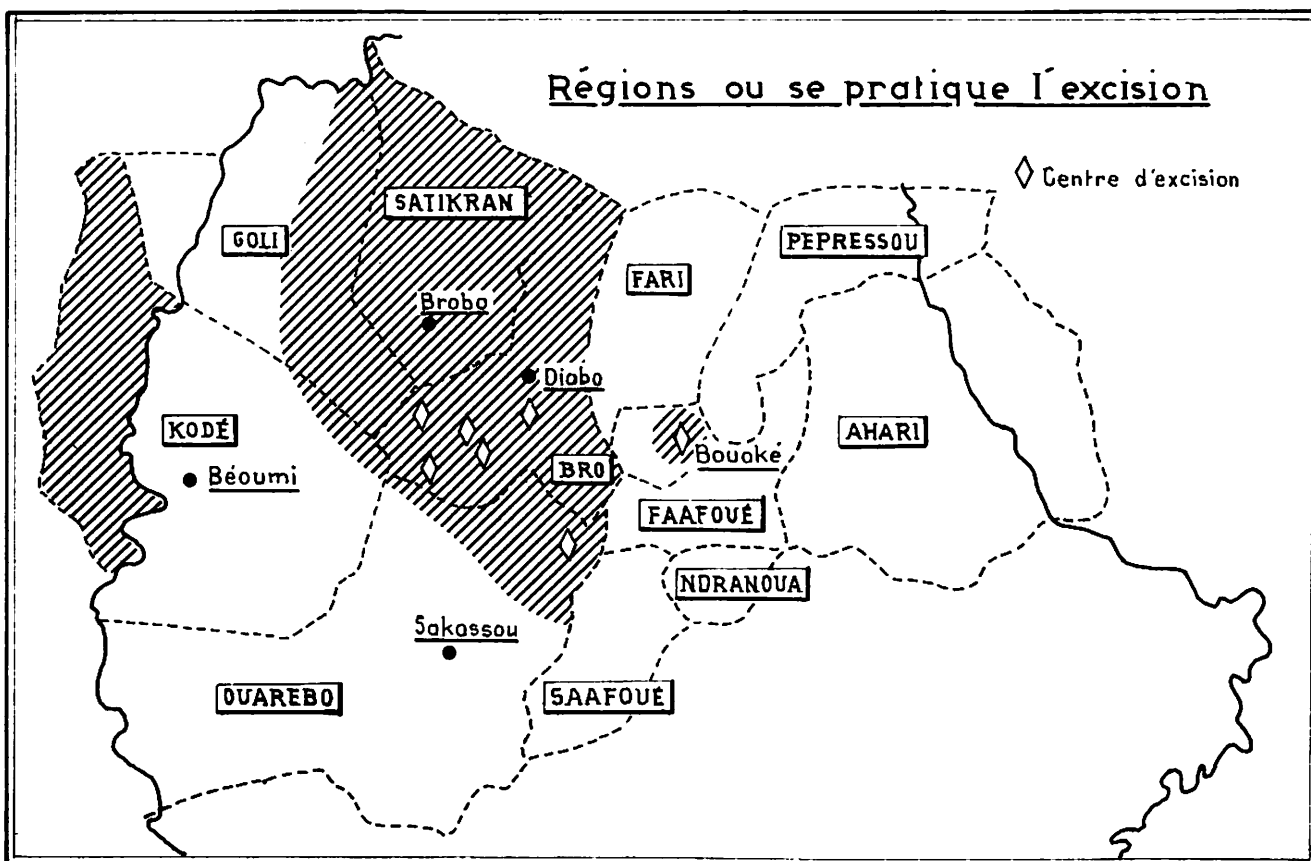 Régions ou se pratique l'excision
Centre d'excision
SATIKRAN
GOLI
PEPRESSOU
FARI
Brobo
Diabo
KODÉ
AHARI
Béoumi
BRO
Bouake
FAAFOUÉ
NDRANOUA
Sakassou
OUAREBO
SAAFOUÉ